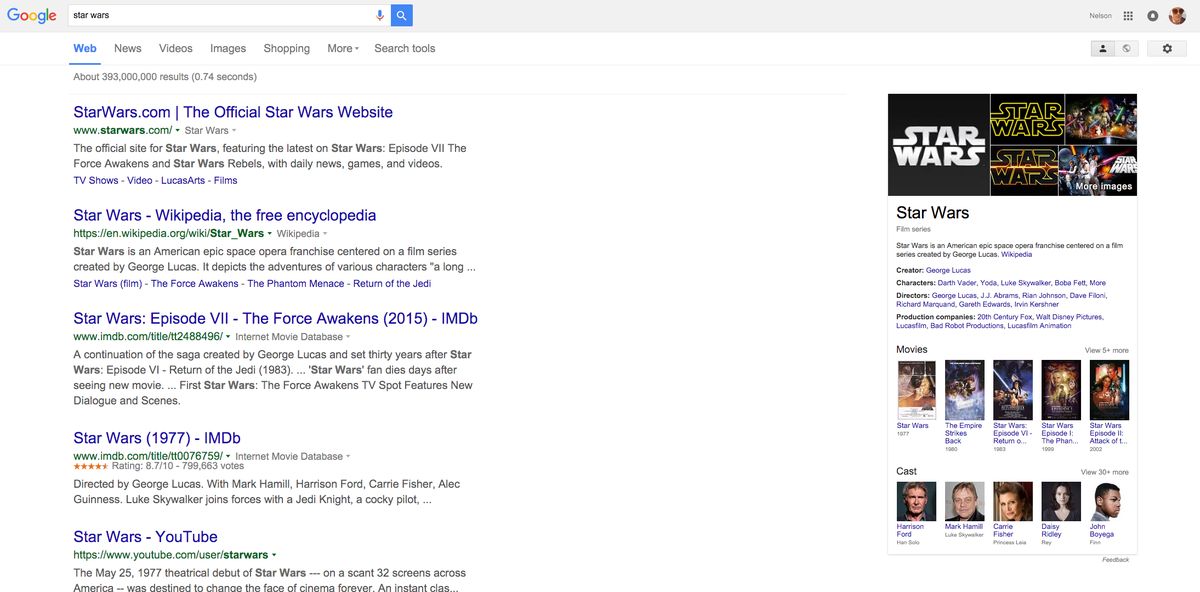 Google
star wars
Nelson
Web News Videos Images Shopping More Search tools
About 393,000,000 results (0.74 seconds)
StarWars.com | The Official Star Wars Website
www.starwars.com/ Star Wars
The official site for Star Wars, featuring the latest on Star Wars: Episode VII The
Force Awakens and Star Wars Rebels, with daily news, games, and videos.
TV Shows - Video - LucasArts - Films
Star Wars - Wikipedia, the free encyclopedia
https://en.wikipedia.org/wiki/Star_Wars Wikipedia
Star Wars is an American epic space opera franchise centered on a film series
created by George Lucas. It depicts the adventures of various characters "a long ...
Star Wars (film) - The Force Awakens - The Phantom Menace - Return of the Jedi
Star Wars: Episode VII - The Force Awakens (2015) - IMDb
www.imdb.com/title/tt2488496/ Internet Movie Database
A continuation of the saga created by George Lucas and set thirty years after Star
Wars: Episode VI - Return of the Jedi (1983). ... 'Star Wars' fan dies days after
seeing new movie. ... First Star Wars: The Force Awakens TV Spot Features New
Dialogue and Scenes.
Star Wars (1977) - IMDb
www.imdb.com/title/tt0076759/ Internet Movie Database
Rating: 8.7/10 - 799,663 votes
Directed by George Lucas. With Mark Hamill, Harrison Ford, Carrie Fisher, Alec
Guinness. Luke Skywalker joins forces with a Jedi Knight, a cocky pilot, ...
Star Wars - YouTube
https://www.youtube.com/user/starwars
The May 25, 1977 theatrical debut of Star Wars --- on a scant 32 screens across
America -- was destined to change the face of cinema forever. An instant clas...
STAR WARS
STAR WARS
STAR WARS
STAR WARS
More images
Star Wars
Film series
Star Wars is an American epic space opera franchise centered on a film
series created by George Lucas. Wikipedia
Creator: George Lucas
Characters: Darth Vader, Yoda, Luke Skywalker, Boba Fett, More
Directors: George Lucas, J.J. Abrams, Rian Johnson, Dave Filoni,
Richard Marquand, Gareth Edwards, Irvin Kershner
Production companies: 20th Century Fox, Walt Disney Pictures,
Lucasfilm, Bad Robot Productions, Lucasfilm Animation
Movies View 5+ more
Star Wars
1977
The Empire
Strikes
Back
1980
Star Wars:
Episode VI -
Return o...
1983
Star Wars
Episode I:
The Phan...
1999
Star Wars
Episode II:
Attack of t...
2002
Cast View 30+ more
Harrison
Ford
Han Solo
Mark Hamill
Luke Skywalker
Carrie
Fisher
Princess Leia
Daisy
Ridley
Rey
John
Boyega
Finn
Feedback